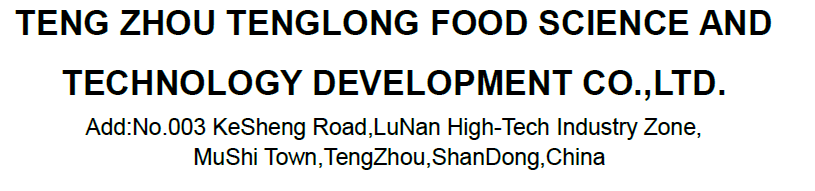 TENG ZHOU TENGLONG FOOD SCIENCE AND
TECHNOLOGY DEVELOPMENT CO.,LTD.
Add:No.003 KeSheng Road,LuNan High-Tech Industry Zone,
MuShi Town,TengZhou,ShanDong,China